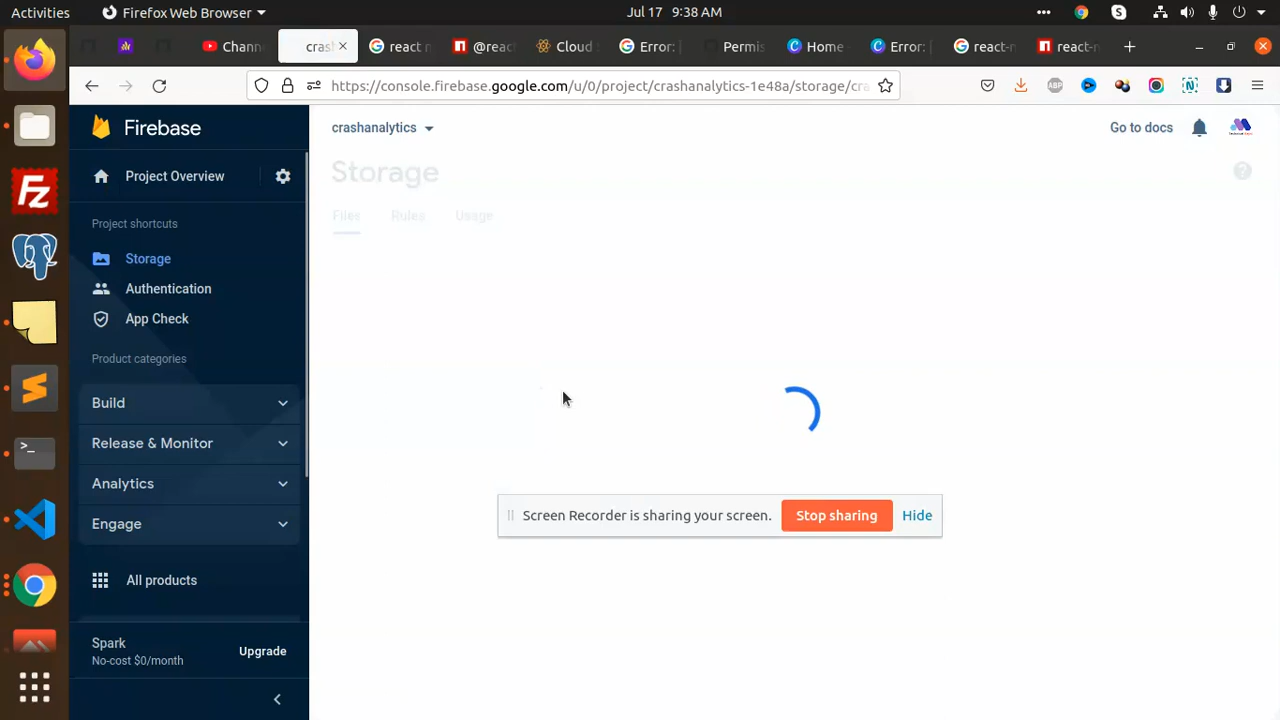 Activities
Firefox Web Browser
Jul 17 9:38 AM
Chann
cras
react n
@reac
Cloud
Error:
Permis
Home
Error:
react-n
react-n
https://console.firebase.google.com/u/0/project/crashanalytics-1e48a/storage/cra
ABP
Firebase
crashanalytics
Go to docs
Project Overview
Storage
Files
Rules
Usage
Project shortcuts
Storage
Authentication
App Check
Product categories
Build
Release & Monitor
Analytics
Engage
Screen Recorder is sharing your screen.
Stop sharing
Hide
All products
Spark
No-cost $0/month
Upgrade